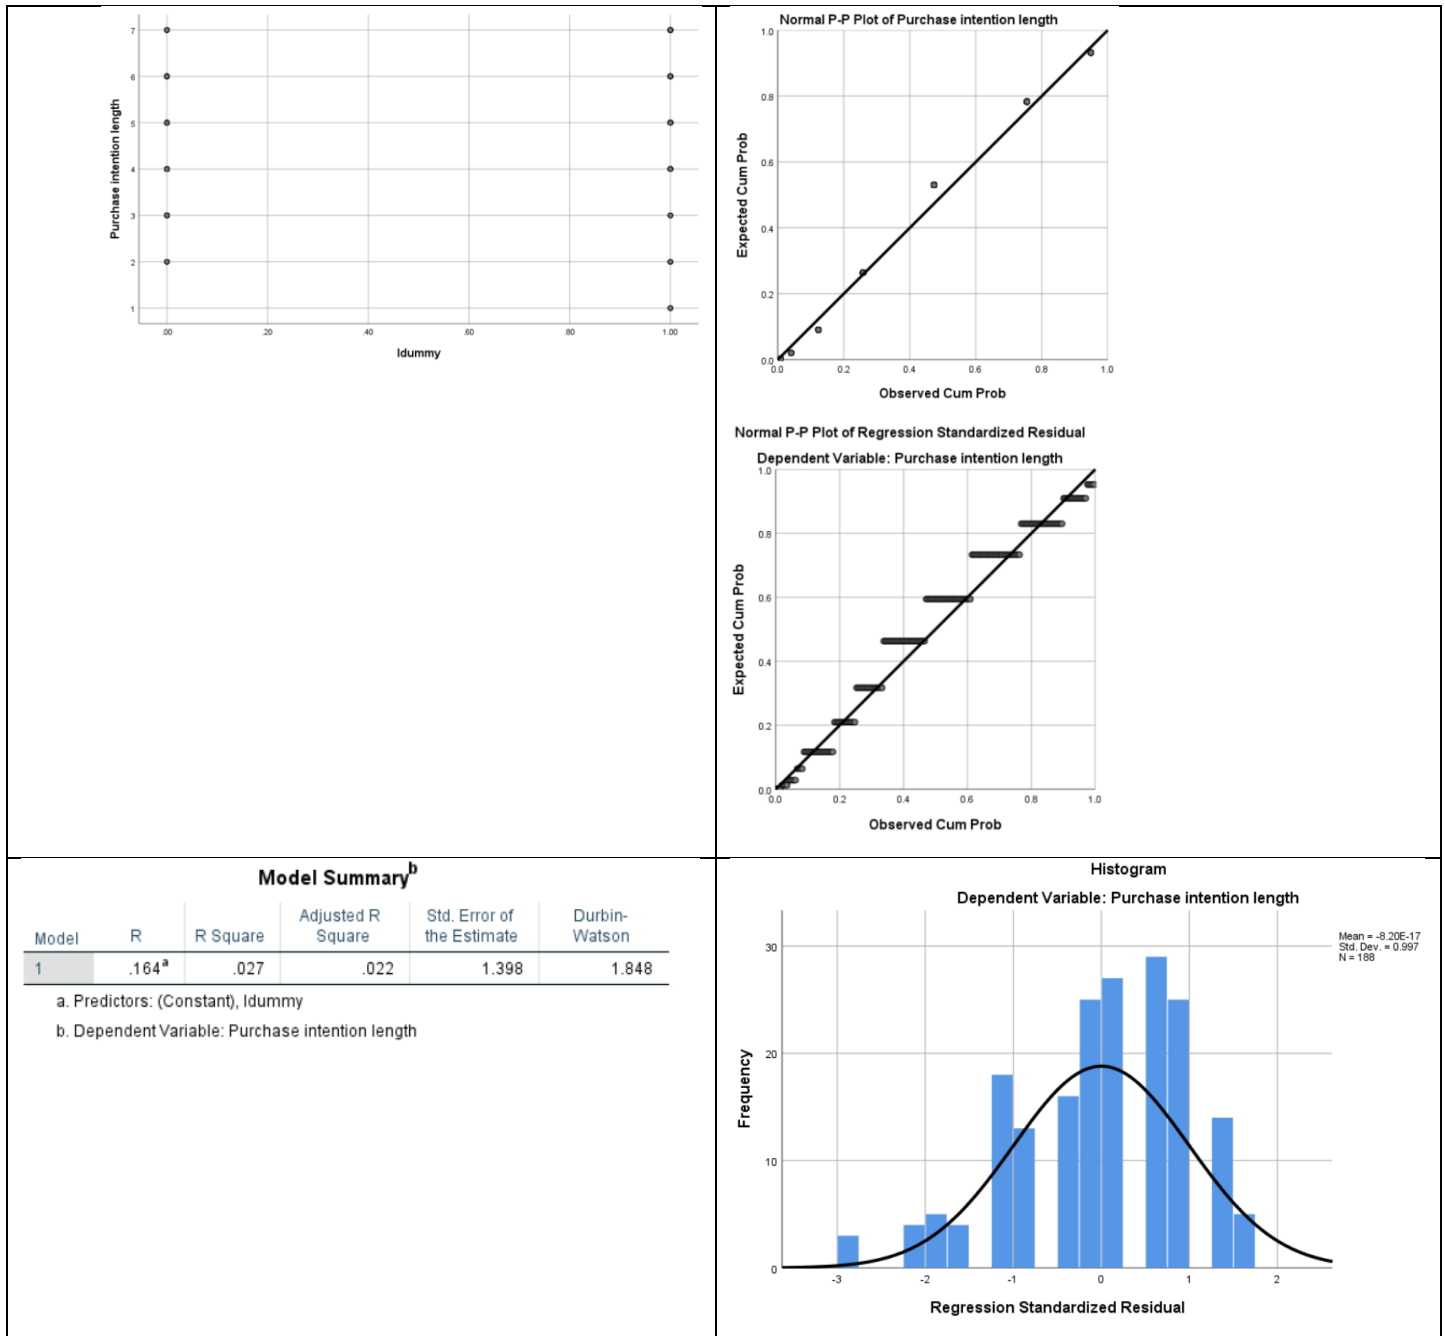 7
6
5
4
3
2
1
Purchase intention length
.00 .20 .40 .60 .80 1.00
Idummy
Normal P-P Plot of Purchase intention length
1.0
0.8
0.6
0.4
0.2
0.0
Expected Cum Prob
0.0 0.2 0.4 0.6 0.8 1.0
Observed Cum Prob
Normal P-P Plot of Regression Standardized Residual
Dependent Variable: Purchase intention length
1.0
0.8
0.6
0.4
0.2
0.0
Expected Cum Prob
0.0 0.2 0.4 0.6 0.8 1.0
Observed Cum Prob
Model Summaryb
Model R R Square Adjusted R Square Std. Error of the Estimate Durbin-Watson
1 .164a .027 .022 1.398 1.848
a. Predictors: (Constant), Idummy
b. Dependent Variable: Purchase intention length
Histogram
Dependent Variable: Purchase intention length
Mean = -8.20E-17
Std. Dev. = 0.997
N = 188
30
20
10
0
Frequency
-3 -2 -1 0 1 2
Regression Standardized Residual